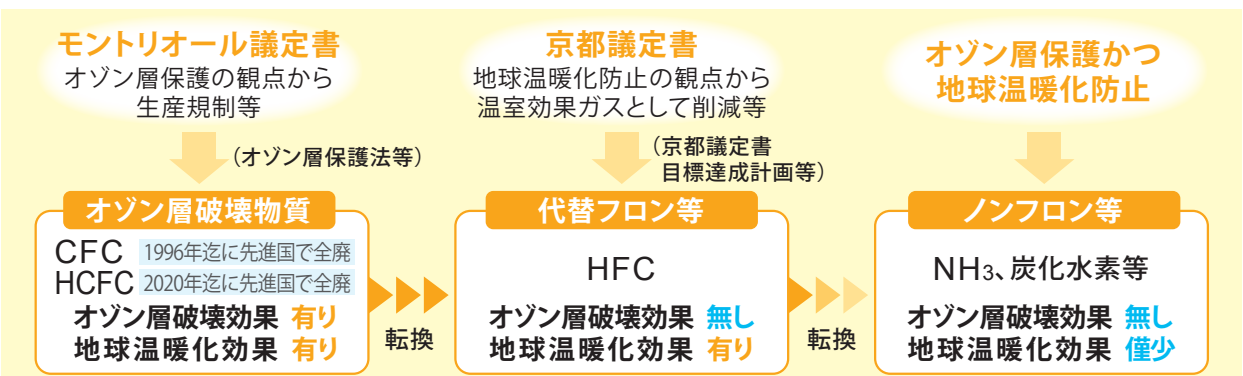 モントリオール議定書
オゾン層保護の観点から
生産規制等
(オゾン層保護法等)
オゾン層破壊物質
CFC 1996年迄に先進国で全廃
HCFC 2020年迄に先進国で全廃
オゾン層破壊効果 有り
地球温暖化効果 有り
転換
京都議定書
地球温暖化防止の観点から
温室効果ガスとして削減等
(京都議定書
目標達成計画等)
代替フロン等
HFC
オゾン層破壊効果 無し
地球温暖化効果 有り
転換
オゾン層保護かつ
地球温暖化防止
ノンフロン等
NH₃、炭化水素等
オゾン層破壊効果 無し
地球温暖化効果 僅少